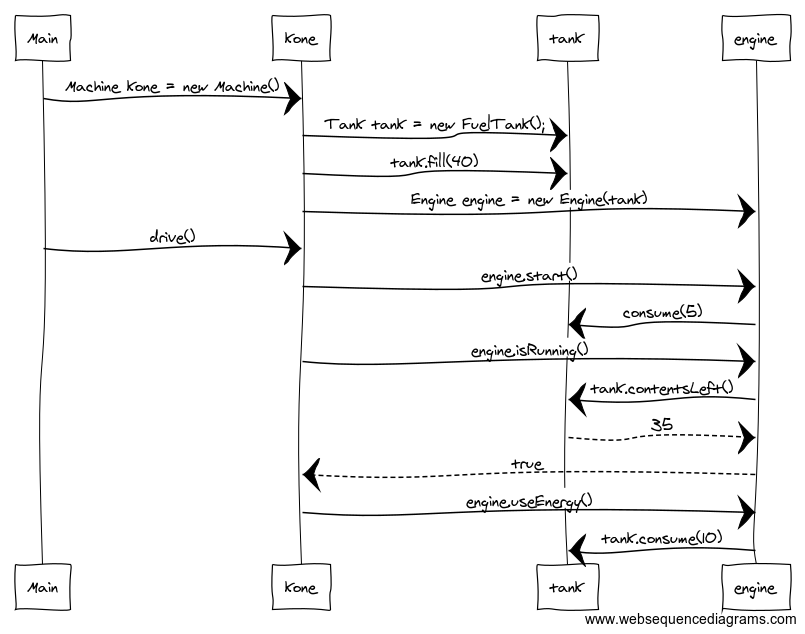 Main Kone tank engine
Machine Kone = new Machine()
Tank tank = new FuelTank();
tank.fill(40)
Engine engine = new Engine(tank)
drive()
engine.start()
consume(5)
engine.isRunning()
tank.contentsLeft()
35
true
engine.useEnergy()
tank.consume(10)
Main Kone tank engine
www.websequencediagrams.com